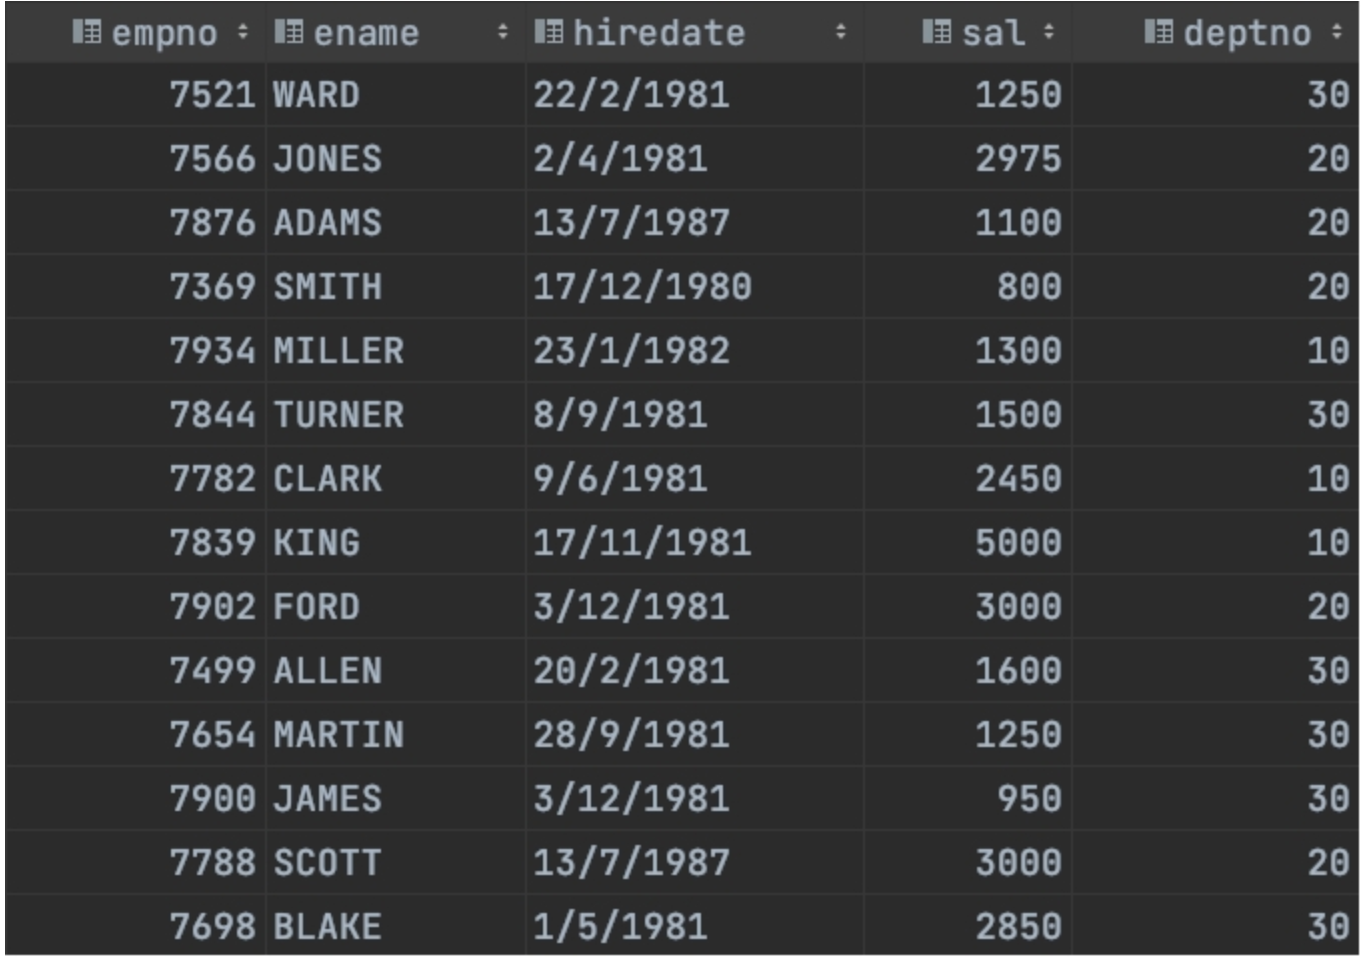 empno ename hiredate sal deptno
7521 WARD 22/2/1981 1250 30
7566 JONES 2/4/1981 2975 20
7876 ADAMS 13/7/1987 1100 20
7369 SMITH 17/12/1980 800 20
7934 MILLER 23/1/1982 1300 10
7844 TURNER 8/9/1981 1500 30
7782 CLARK 9/6/1981 2450 10
7839 KING 17/11/1981 5000 10
7902 FORD 3/12/1981 3000 20
7499 ALLEN 20/2/1981 1600 30
7654 MARTIN 28/9/1981 1250 30
7900 JAMES 3/12/1981 950 30
7788 SCOTT 13/7/1987 3000 20
7698 BLAKE 1/5/1981 2850 30